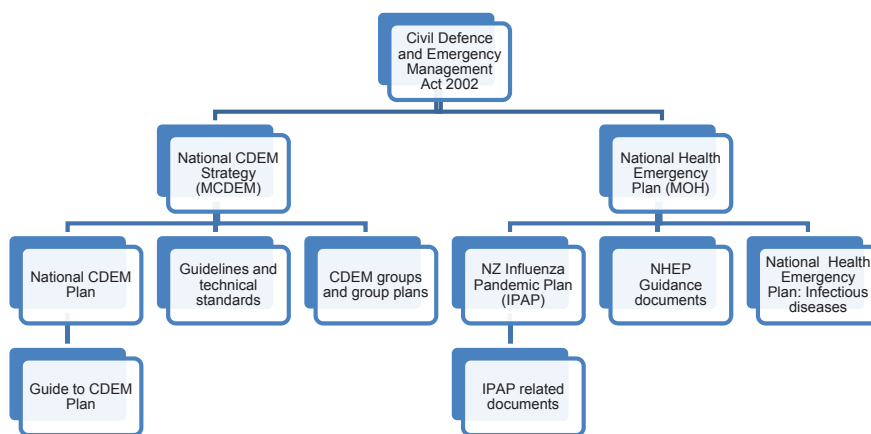 Civil Defence
and Emergency
Management
Act 2002
National CDEM
Strategy
(MCDEM)
National Health
Emergency
Plan (MOH)
National CDEM
Plan
Guidelines and
technical
standards
CDEM groups
and group plans
NZ Influenza
Pandemic Plan
(IPAP)
NHEP
Guidance
documents
National Health
Emergency
Plan: Infectious
diseases
Guide to CDEM
Plan
IPAP related
documents